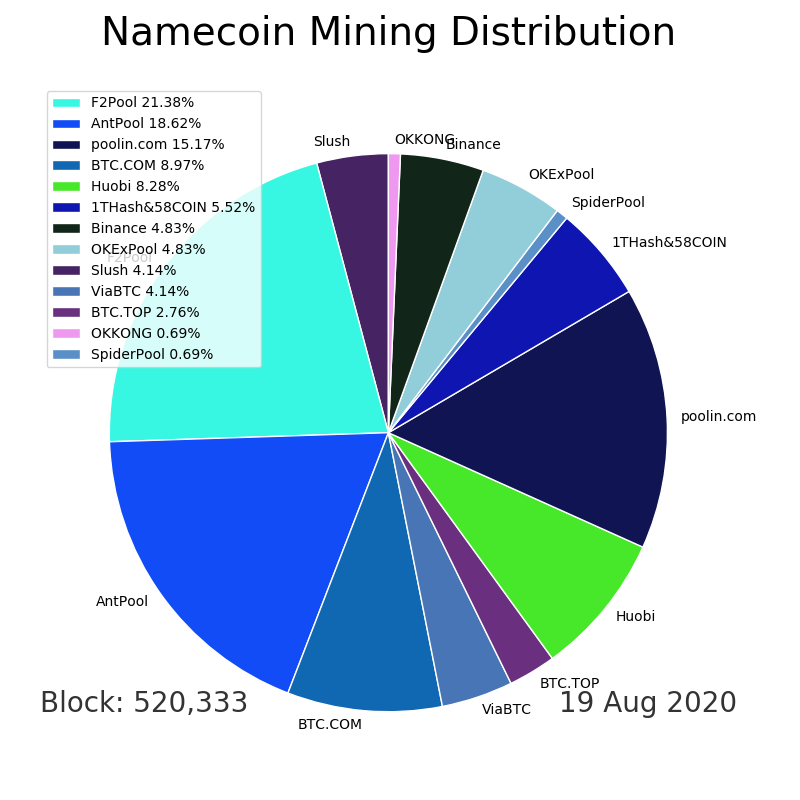 Namecoin Mining Distribution
F2Pool 21.38%
AntPool 18.62%
poolin.com 15.17%
BTC.COM 8.97%
Huobi 8.28%
1THash&58COIN 5.52%
Binance 4.83%
OKExPool 4.83%
Slush 4.14%
ViaBTC 4.14%
BTC.TOP 2.76%
OKKONG 0.69%
SpiderPool 0.69%
Slush
OKKONG
Binance
OKExPool
SpiderPool
1THash&58COIN
F2Pool
poolin.com
AntPool
Huobi
BTC.TOP
ViaBTC
BTC.COM
Block: 520,333
19 Aug 2020